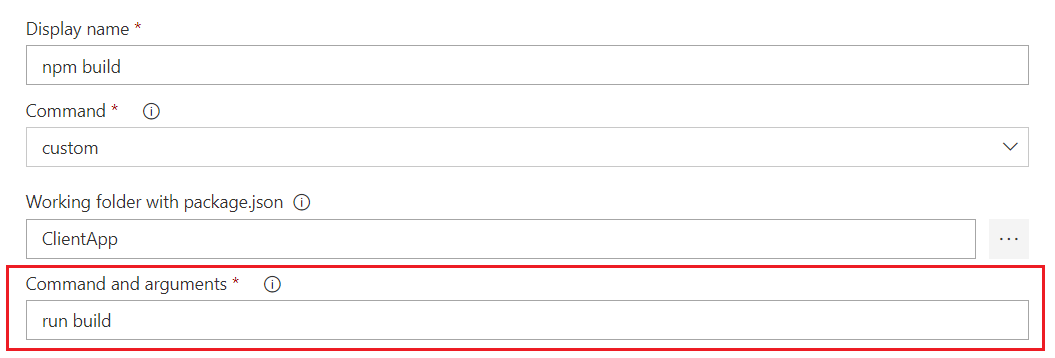 Display name *
npm build
Command *
custom
Working folder with package.json
ClientApp
...
Command and arguments *
run build